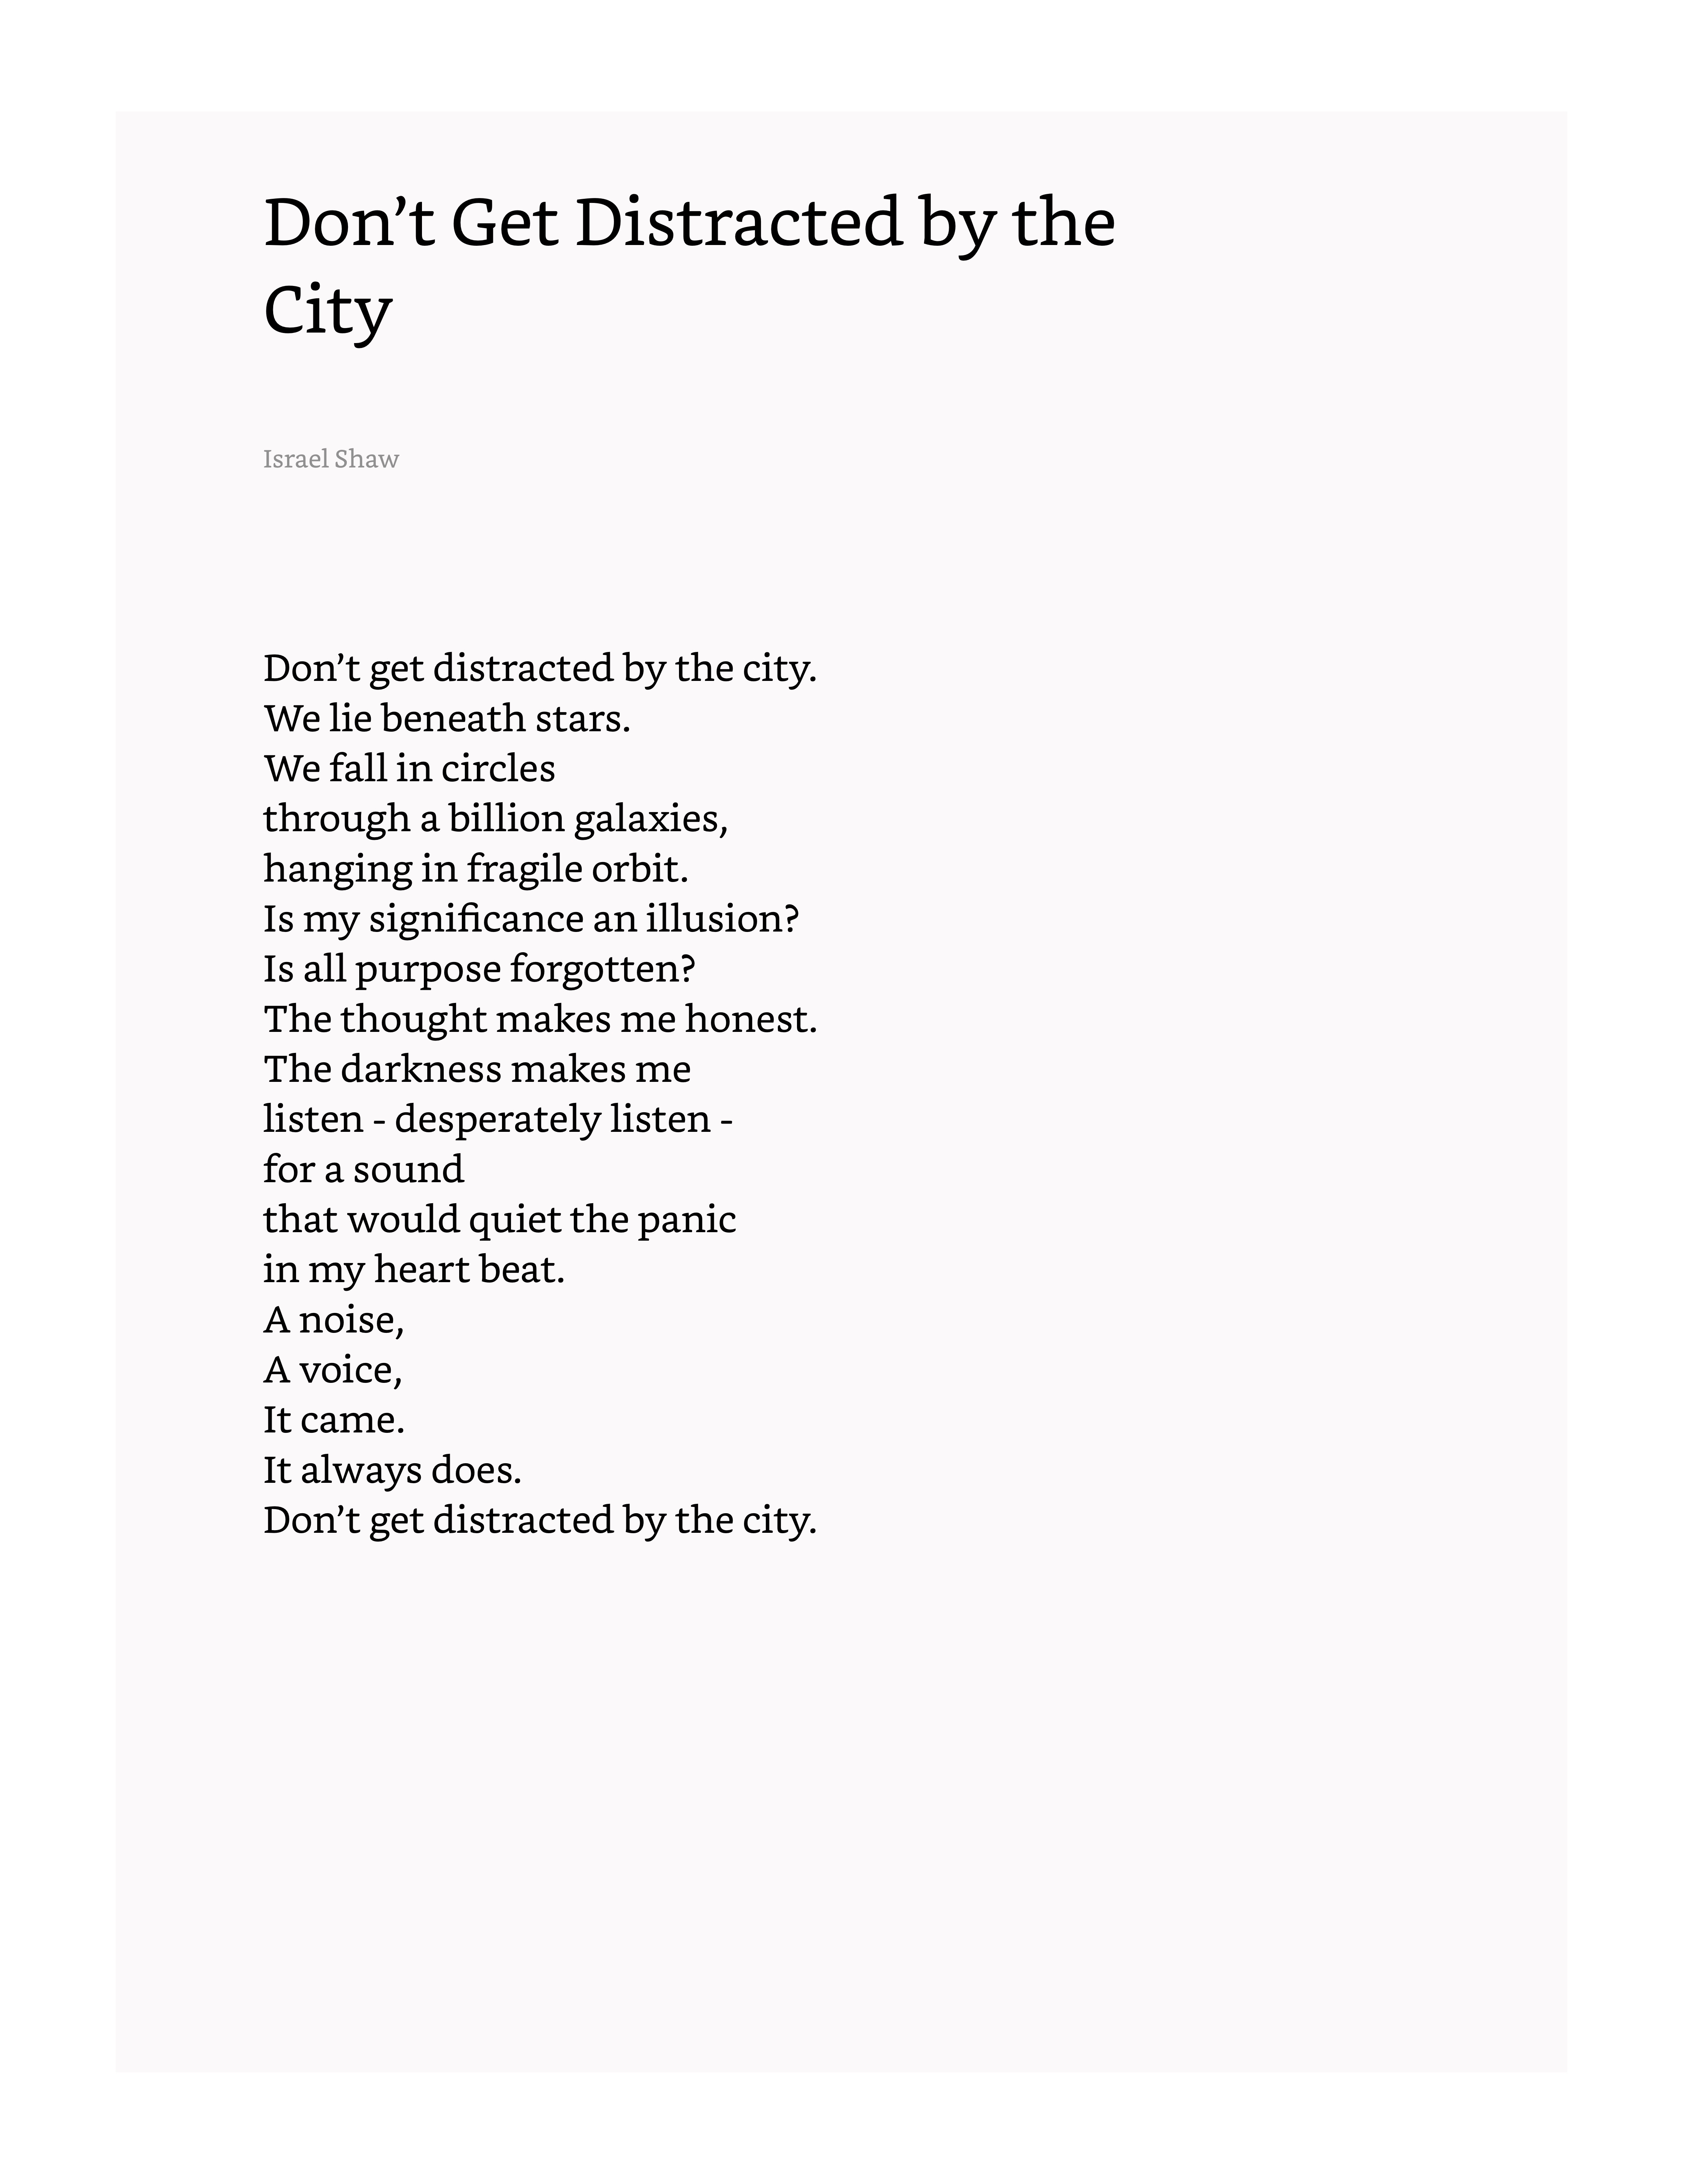 Don’t Get Distracted by the
City
Israel Shaw
Don’t get distracted by the city.
We lie beneath stars.
We fall in circles
through a billion galaxies,
hanging in fragile orbit.
Is my significance an illusion?
Is all purpose forgotten?
The thought makes me honest.
The darkness makes me
listen - desperately listen -
for a sound
that would quiet the panic
in my heart beat.
A noise,
A voice,
It came.
It always does.
Don’t get distracted by the city.